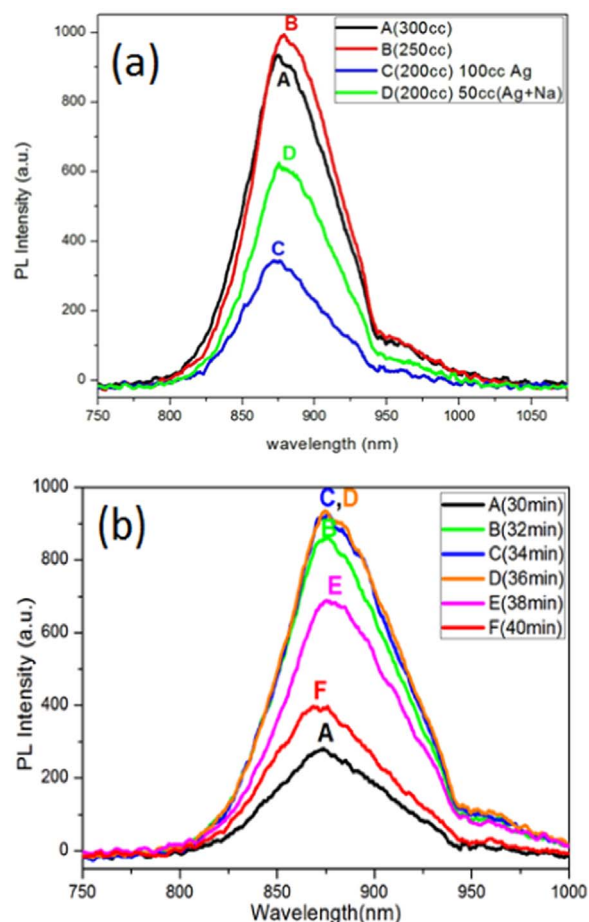 (a)
B
A
D
C
A(300cc)
B(250cc)
C(200cc) 100cc Ag
D(200cc) 50cc(Ag+Na)
PL Intensity (a.u.)
1000
800
600
400
200
0
750 800 850 900 950 1000 1050
wavelength (nm)
(b)
C,D
B
E
F
A
A(30min)
B(32min)
C(34min)
D(36min)
E(38min)
F(40min)
PL Intensity (a.u.)
1000
800
600
400
200
0
750 800 850 900 950 1000
Wavelength(nm)